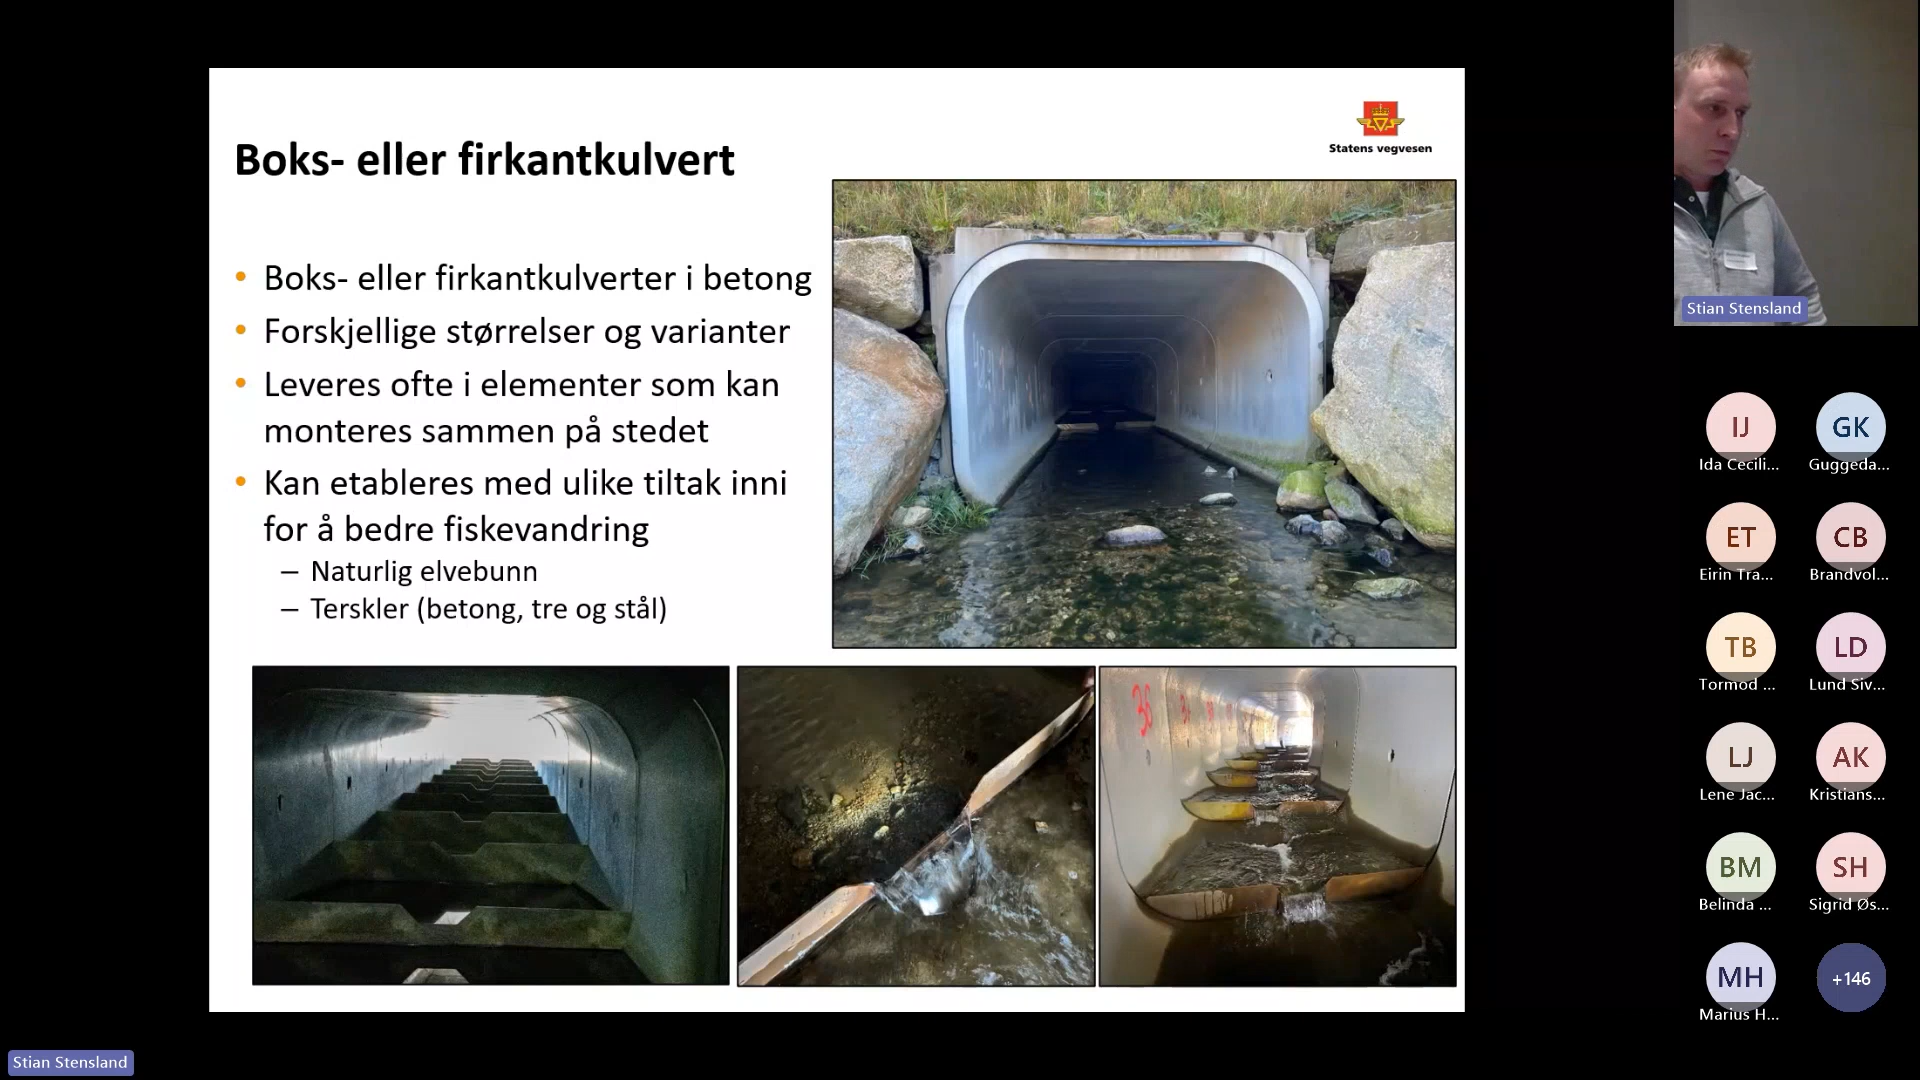 Statens vegvesen
Boks- eller firkantkulvert
• Boks- eller firkantkulverter i betong
• Forskjellige størrelser og varianter
• Leveres ofte i elementer som kan
monteres sammen på stedet
• Kan etableres med ulike tiltak inni
for å bedre fiskevandring
– Naturlig elvebunn
– Terskler (betong, tre og stål)
36
Stian Stensland
IJ
Ida Cecili...
GK
Guggeda...
ET
Eirin Tra...
CB
Brandvol...
TB
Tormod ...
LD
Lund Siv...
LJ
Lene Jac...
AK
Kristians...
BM
Belinda ...
SH
Sigrid Øs...
MH
Marius H...
+146
Stian Stensland